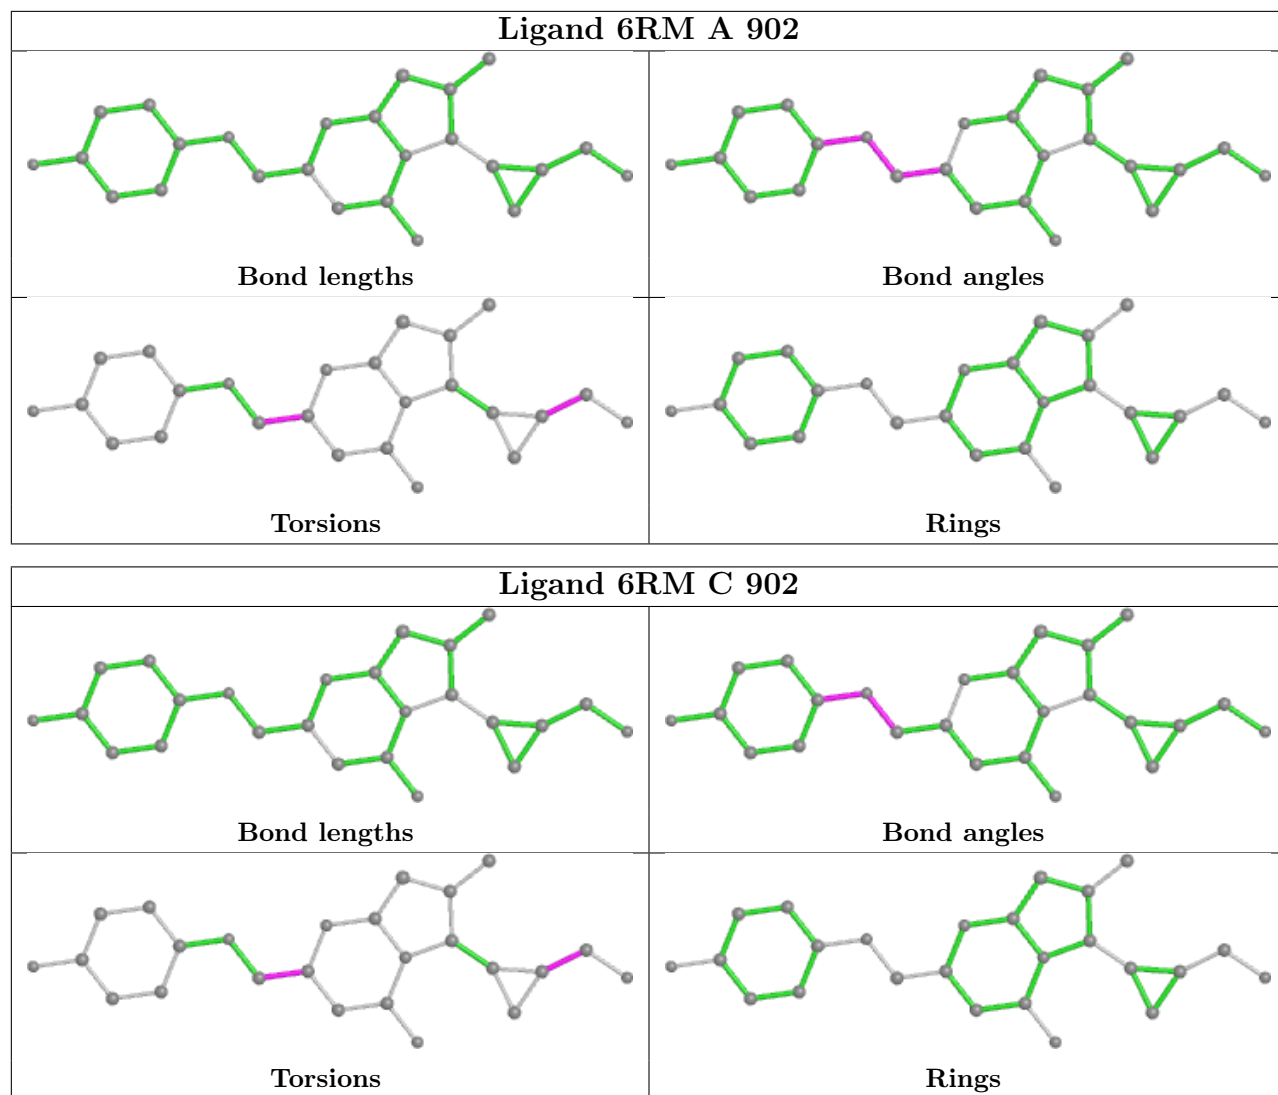 Ligand 6RM A 902
Bond lengths
Bond angles
Torsions
Rings
Ligand 6RM C 902
Bond lengths
Bond angles
Torsions
Rings